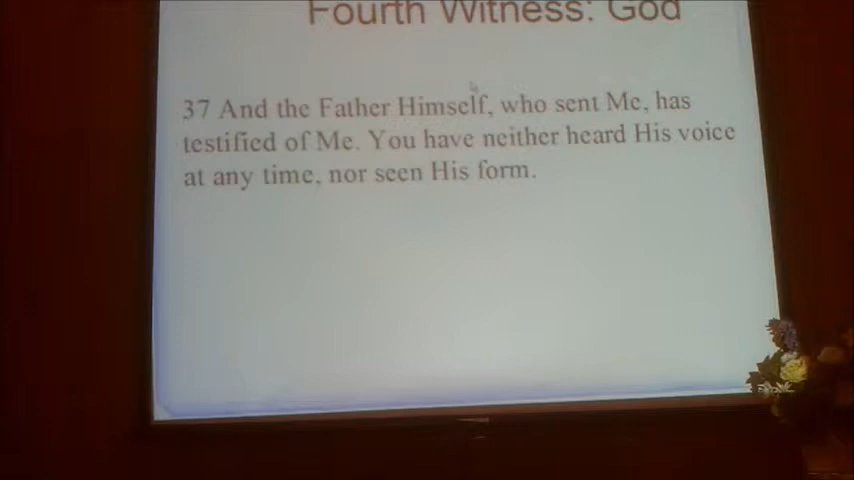 Fourth Witness: God
37 And the Father Himself, who sent Me, has
testified of Me. You have neither heard His voice
at any time, nor seen His form.